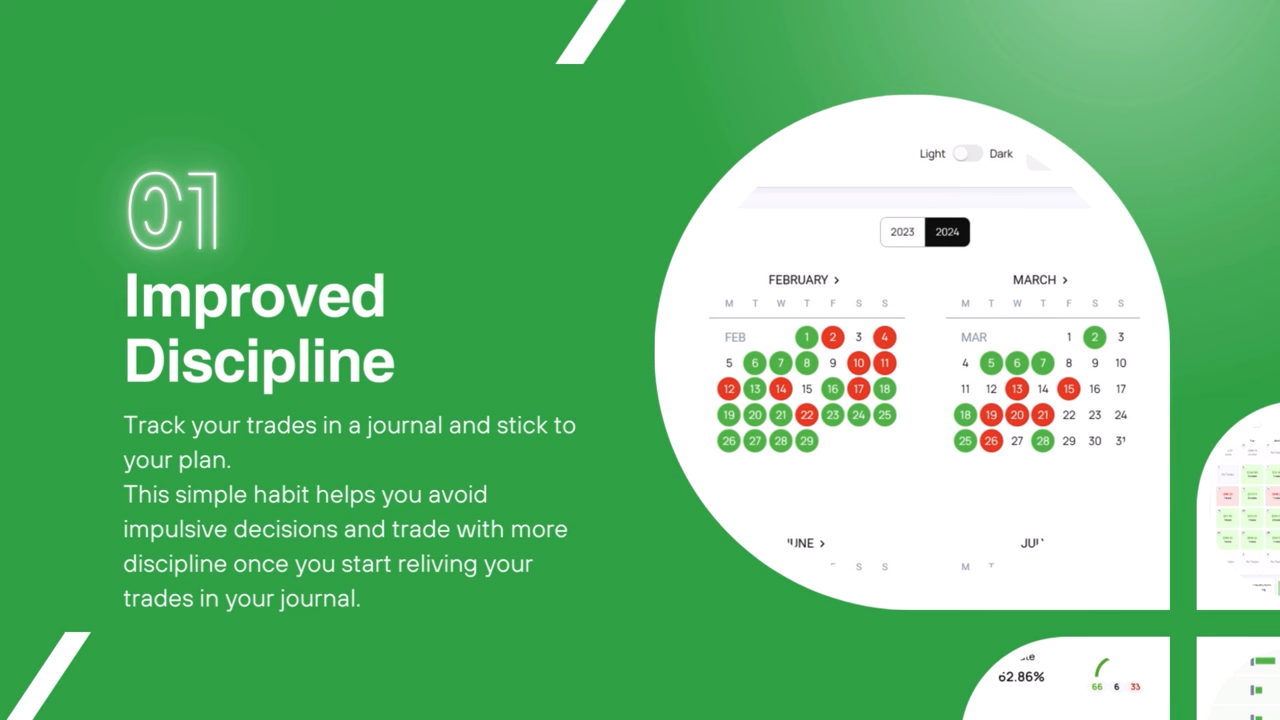 01
Improved
Discipline
Track your trades in a journal and stick to
your plan.
This simple habit helps you avoid
impulsive decisions and trade with more
discipline once you start reliving your
trades in your journal.
Light Dark
2023 2024
FEBRUARY > MARCH >
M T W T F S S M T W T F S S
FEB 1 2 3 4 MAR 1 2 3
5 6 7 8 9 10 11 4 5 6 7 8 9 10
12 13 14 15 16 17 18 11 12 13 14 15 16 17
19 20 21 22 23 24 25 18 19 20 21 22 23 24
26 27 28 29 25 26 27 28 29 30 31
UNE >
S S M T
62.86%
66 6 33